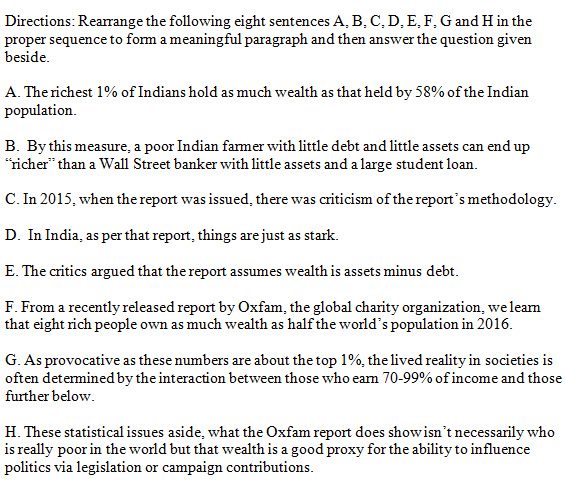 Directions: Rearrange the following eight sentences A, B, C, D, E, F, G and H in the
proper sequence to form a meaningful paragraph and then answer the question given
beside.
A. The richest 1% of Indians hold as much wealth as that held by 58% of the Indian
population.
B. By this measure, a poor Indian farmer with little debt and little assets can end up
“richer” than a Wall Street banker with little assets and a large student loan.
C. In 2015, when the report was issued, there was criticism of the report’s methodology.
D. In India, as per that report, things are just as stark.
E. The critics argued that the report assumes wealth is assets minus debt.
F. From a recently released report by Oxfam, the global charity organization, we learn
that eight rich people own as much wealth as half the world’s population in 2016.
G. As provocative as these numbers are about the top 1%, the lived reality in societies is
often determined by the interaction between those who earn 70-99% of income and those
further below.
H. These statistical issues aside, what the Oxfam report does show isn’t necessarily who
is really poor in the world but that wealth is a good proxy for the ability to influence
politics via legislation or campaign contributions.